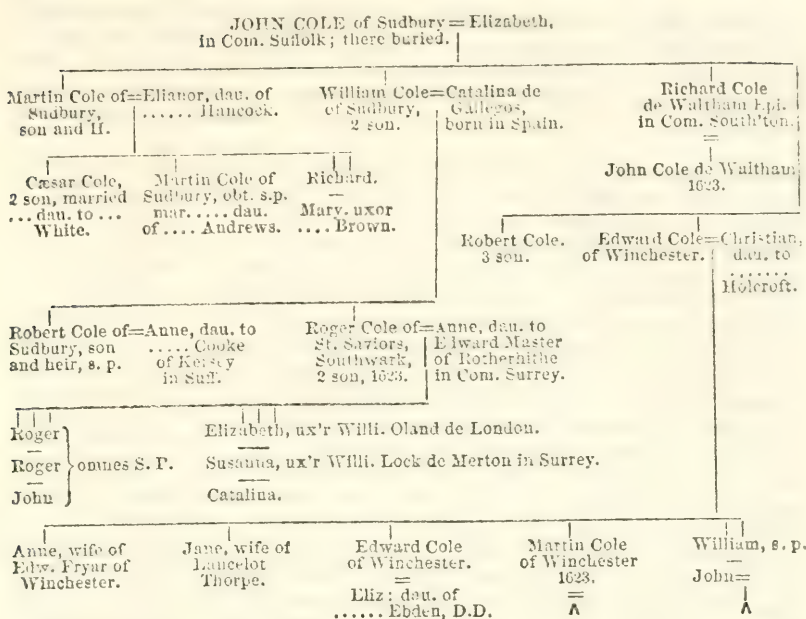 JOHN COLE of Sudbury = Elizabeth,
in Com. Suffolk; there buried.
Martin Cole of = Elianor, dau. of
Sudbury, ...... Hancock.
son and H.
William Cole = Catalina de
of Sudbury, Gallegos,
2 son. born in Spain.
Richard Cole
de Waltham Epi.
in Com. South'ton.
=
John Cole de Waltham
1623.
Cæsar Cole,
2 son, married
... dau. to ...
White.
Martin Cole of
Sudbury, obt. s.p.
mar. .... dau.
of .... Andrews.
Richard.
—
Mary. uxor
.... Brown.
Robert Cole.
3 son.
Edward Cole = Christian,
of Winchester. dau. to
.......
Holcroft.
Robert Cole of = Anne, dau. to
Sudbury, son ..... Cooke
and heir, s. p. of Kersey
in Suff.
Roger Cole of = Anne, dau. to
St. Saviors, Edward Master
Southwark, of Rotherhithe
2 son, 1623. in Com. Surrey.
Roger
—
Roger } omnes S. P.
—
John
Elizabeth, ux'r Willi. Oland de London.
Susanna, ux'r Willi. Lock de Merton in Surrey.
Catalina.
Anne, wife of
Edw. Fryar of
Winchester.
Jane, wife of
Lancelot
Thorpe.
Edward Cole
of Winchester.
=
Eliz: dau. of
...... Ebden, D.D.
Martin Cole
of Winchester
1623.
=
William, s. p.
—
John =